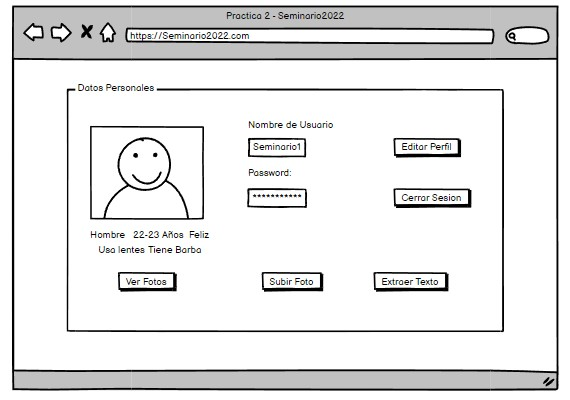 Practica 2 - Seminario2022
https://Seminario2022.com
Datos Personales
Nombre de Usuario
Seminario1
Editar Perfil
Password:
***********
Cerrar Sesion
Hombre 22-23 Años Feliz
Usa lentes Tiene Barba
Ver Fotos
Subir Foto
Extraer Texto